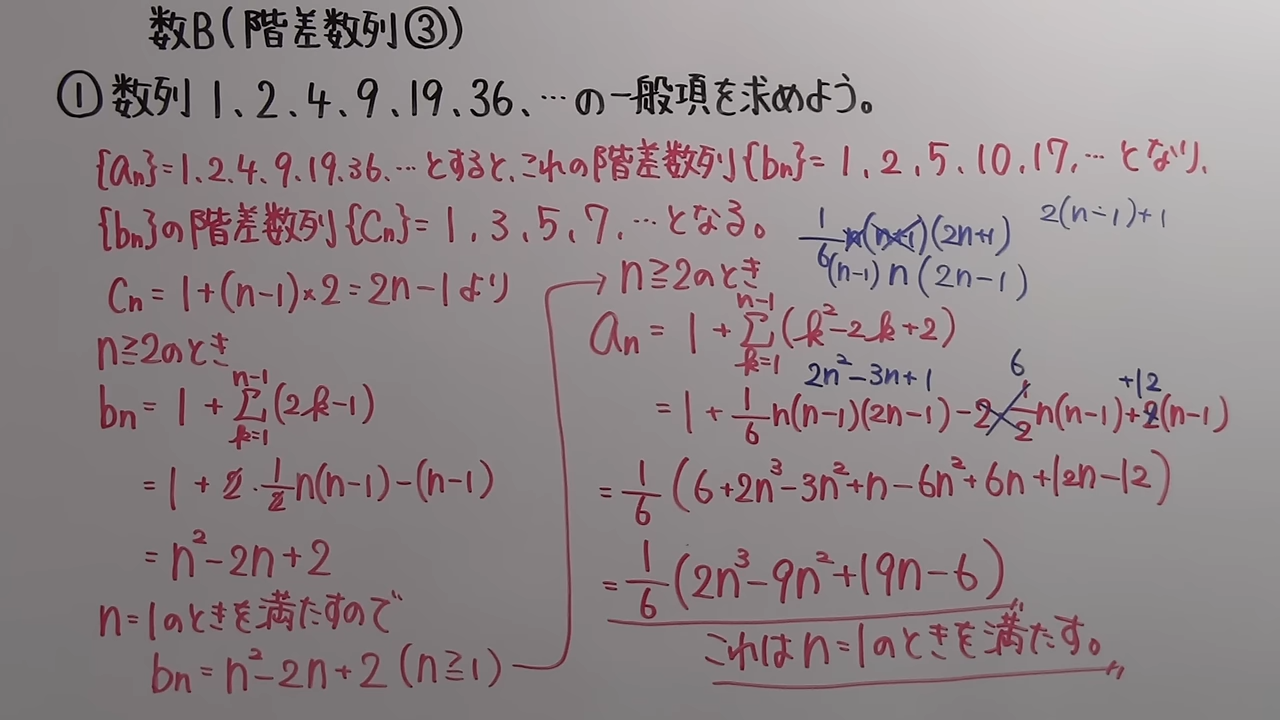 数B(階差数列③)
① 数列 1、2、4、9、19、36、…の一般項を求めよう。
{an}=1、2、4、9、19、36、…とすると、これの階差数列{bn}=1、2、5、10、17、…となり、
{bn}の階差数列{Cn}=1、3、5、7、…となる。
Cn=1+(n-1)×2=2n-1より
n≧2のとき
bn=1+Σ[k=1, n-1](2k-1)
=1+2・1/2n(n-1)-(n-1)
=n²-2n+2
n=1のときを満たすので
bn=n²-2n+2(n≧1)
1/6n(n+1)(2n+1)
2(n-1)+1
(n-1)n(2n-1)
n≧2のとき
an=1+Σ[k=1, n-1](k²-2k+2)
2n²-3n+1
6
+12
=1+1/6n(n-1)(2n-1)-2×1/2n(n-1)+2(n-1)
=1/6(6+2n³-3n²+n-6n²+6n+12n-12)
=1/6(2n³-9n²+19n-6)
これはn=1のときを満たす。